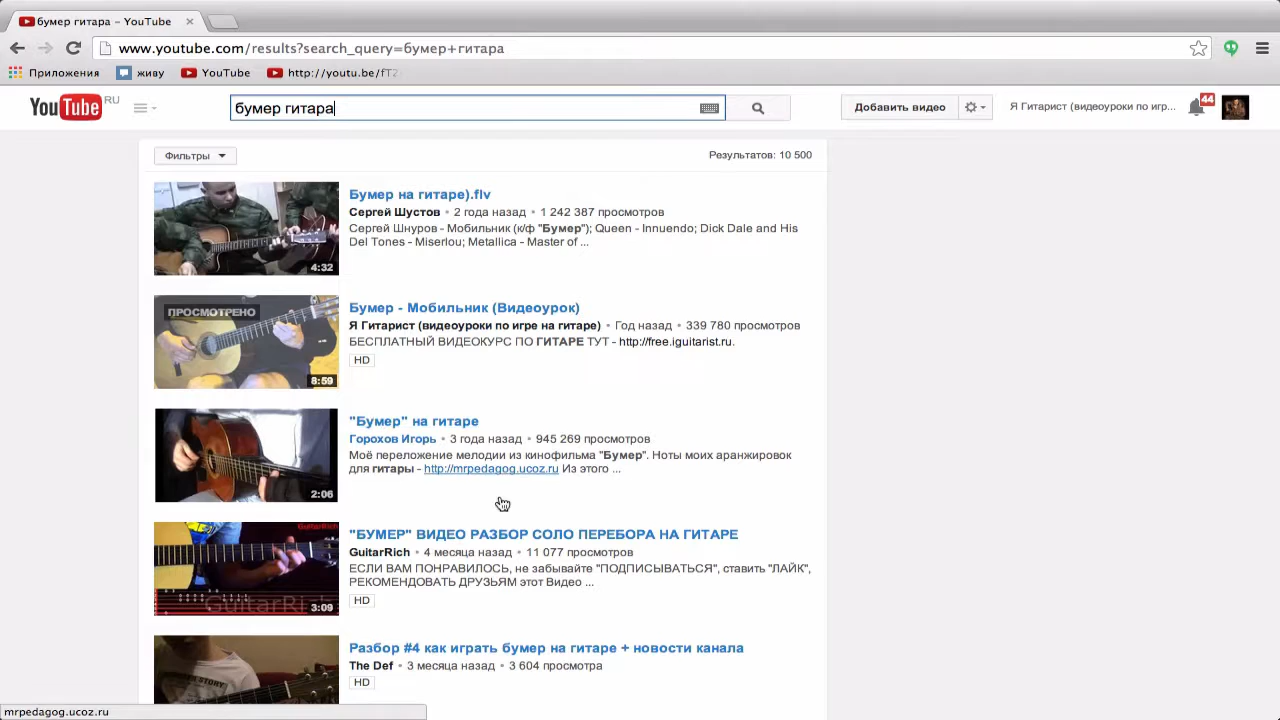 бумер гитара – YouTube
www.youtube.com/results?search_query=бумер+гитара
Приложения живу YouTube http://youtu.be/fT2
YouTube RU
бумер гитара
Добавить видео
Я Гитарист (видеоуроки по игр...
44
Фильтры
Результатов: 10 500
Бумер на гитаре).flv
Сергей Шустов • 2 года назад • 1 242 387 просмотров
Сергей Шнуров - Мобильник (к/ф "Бумер"); Queen - Innuendo; Dick Dale and His
Del Tones - Miserlou; Metallica - Master of ...
4:32
ПРОСМОТРЕНО
Бумер - Мобильник (Видеоурок)
Я Гитарист (видеоуроки по игре на гитаре) • Год назад • 339 780 просмотров
БЕСПЛАТНЫЙ ВИДЕОКУРС ПО ГИТАРЕ ТУТ - http://free.iguitarist.ru.
HD
8:59
"Бумер" на гитаре
Горохов Игорь • 3 года назад • 945 269 просмотров
Моё переложение мелодии из кинофильма "Бумер". Ноты моих аранжировок
для гитары - http://mrpedagog.ucoz.ru Из этого ...
2:06
GuitarRich
"БУМЕР" ВИДЕО РАЗБОР СОЛО ПЕРЕБОРА НА ГИТАРЕ
GuitarRich • 4 месяца назад • 11 077 просмотров
ЕСЛИ ВАМ ПОНРАВИЛОСЬ, не забывайте "ПОДПИСЫВАТЬСЯ", ставить "ЛАЙК",
РЕКОМЕНДОВАТЬ ДРУЗЬЯМ этот Видео ...
HD
GuitarRich
3:09
Разбор #4 как играть бумер на гитаре + новости канала
The Def • 3 месяца назад • 3 604 просмотра
HD
mrpedagog.ucoz.ru